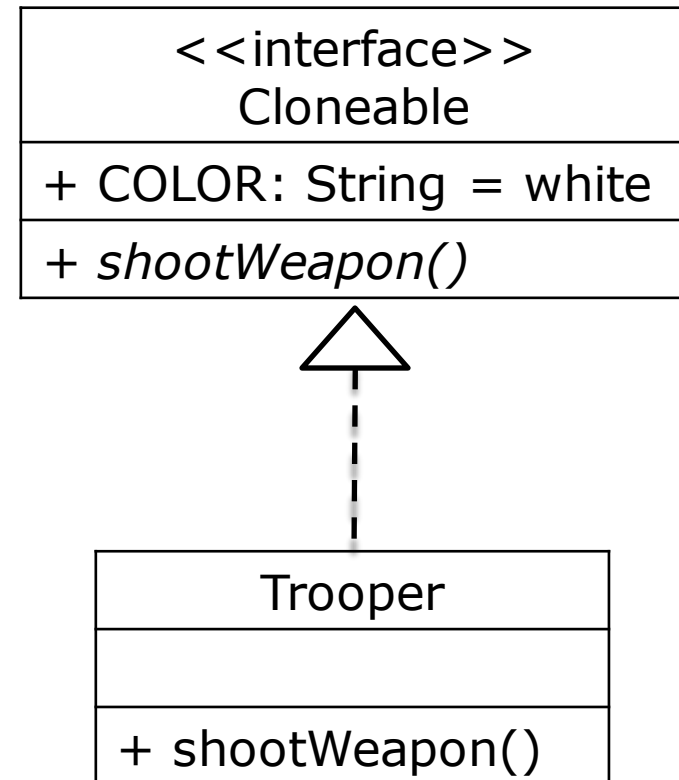 <<interface>>
Cloneable
+ COLOR: String = white
+ shootWeapon()
Trooper
+ shootWeapon()